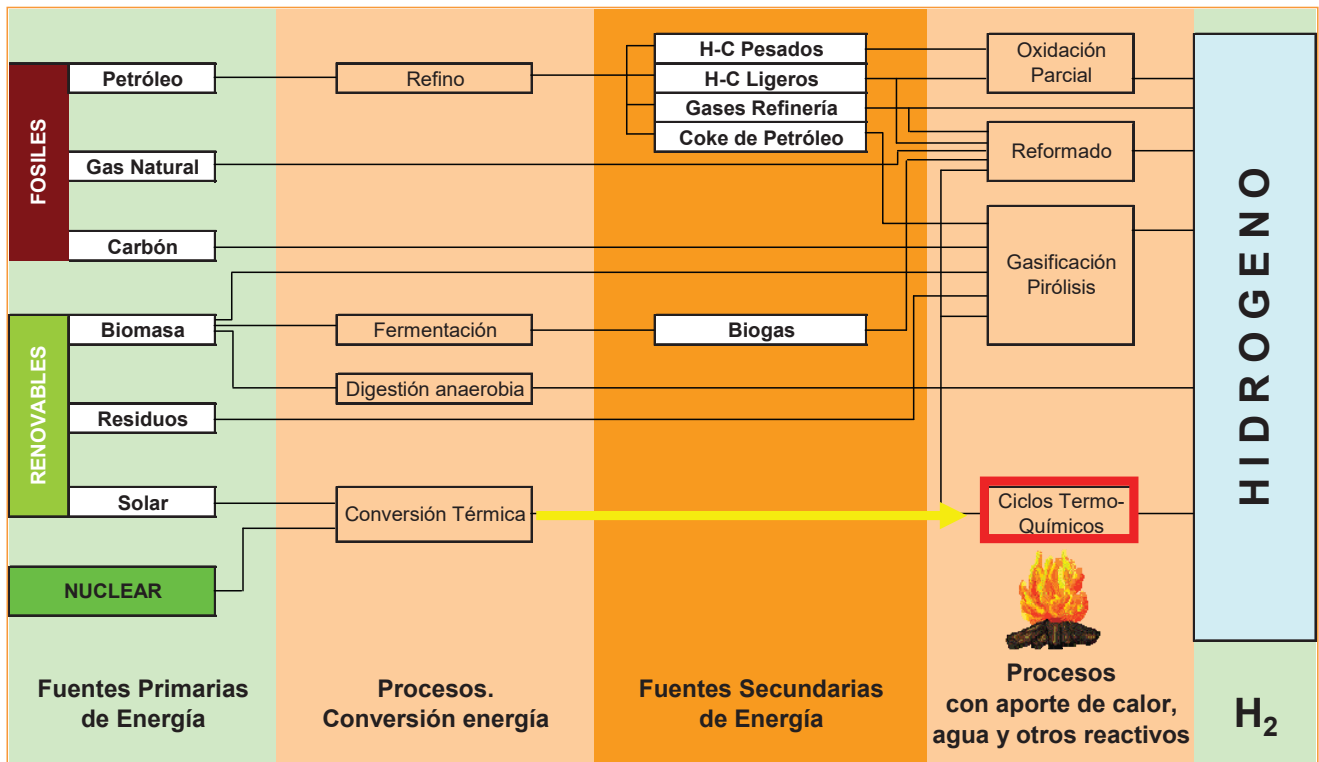 FOSILES
Petróleo
Gas Natural
Carbón
RENOVABLES
Biomasa
Residuos
Solar
NUCLEAR
Fuentes Primarias
de Energía
Refino
Fermentación
Digestión anaerobia
Conversión Térmica
Procesos.
Conversión energía
H-C Pesados
H-C Ligeros
Gases Refinería
Coke de Petróleo
Biogas
Fuentes Secundarias
de Energía
Oxidación
Parcial
Reformado
Gasificación
Pirólisis
Ciclos Termo-
Químicos
Procesos
con aporte de calor,
agua y otros reactivos
HIDROGENO
H₂